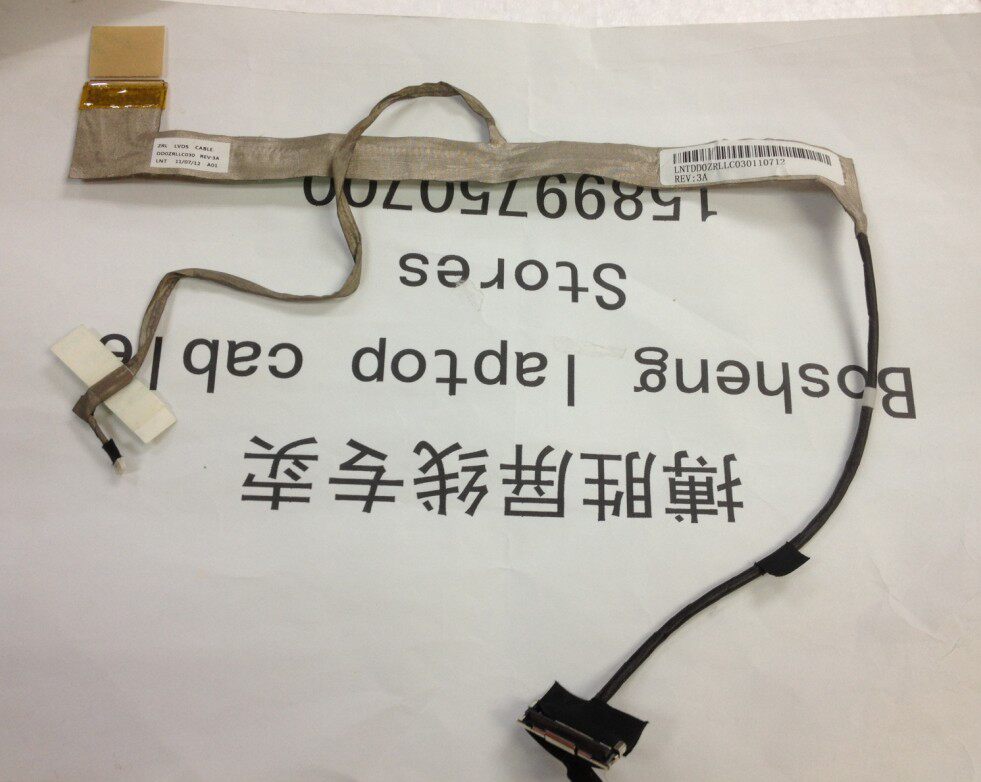 ZRL LVDS CABLE
DD0ZRLLC030 REV:3A
LNT 11/07/12 A01
LNTDD0ZRLLC030110712
REV:3A
搏胜屏线专卖
Bosheng laptop cable
Stores
15899750700